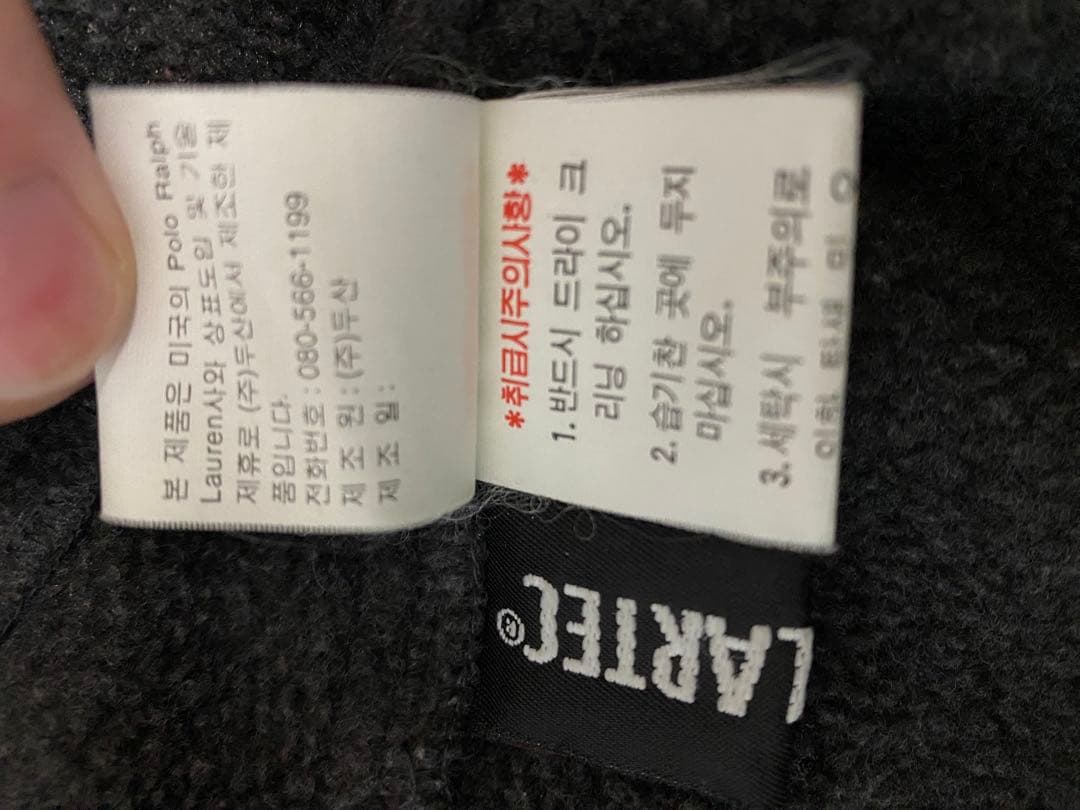 본 제품은 미국의 Polo Ralph
Lauren사와 상표도입 및 기술
제휴로 (주)두산에서 제조한 제
품입니다.
전화번호 : 080-566-1199
제 조 원 : (주)두산
제 조 일 :
*취급시주의사항*
1. 반드시 드라이 크
리닝 하십시오.
2. 습기찬 곳에 두지
마십시오.
3. 세탁시 부주의로
LARTEC®